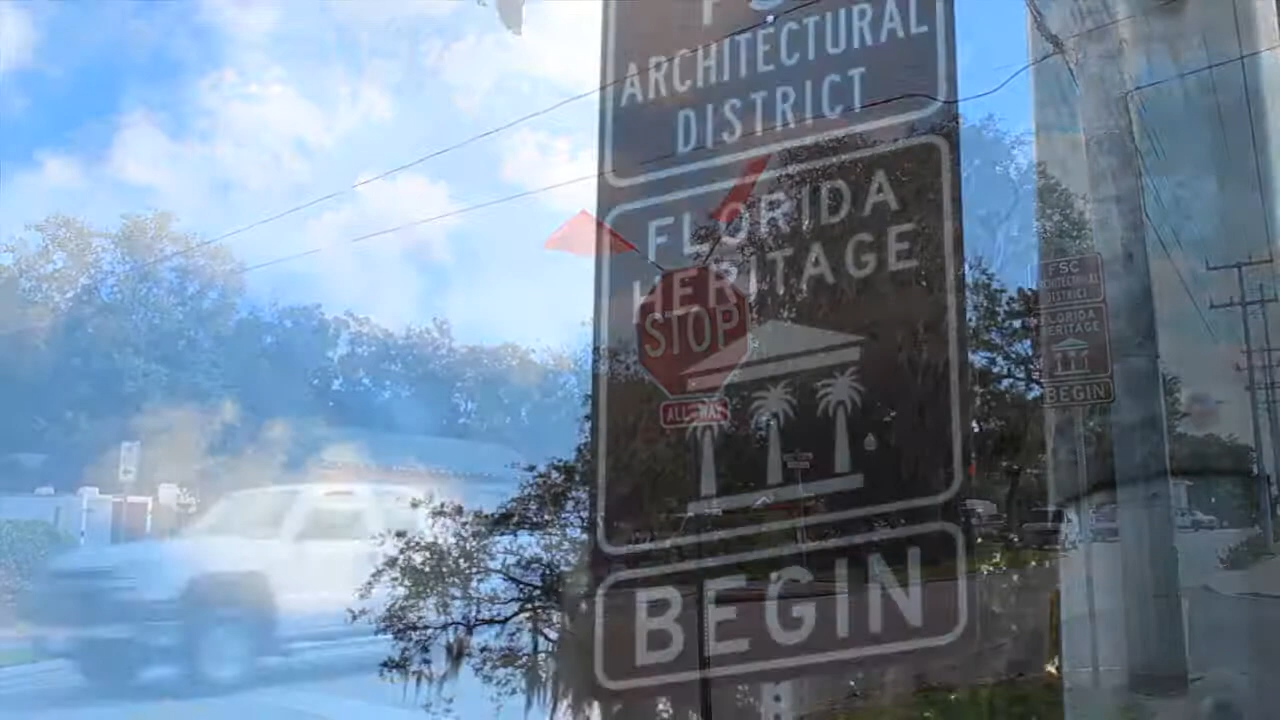 ARCHITECTURAL
DISTRICT
FLORIDA
HERITAGE
BEGIN
STOP
ALL WAY
FSC
ARCHITECTURAL
DISTRICT
FLORIDA
HERITAGE
BEGIN